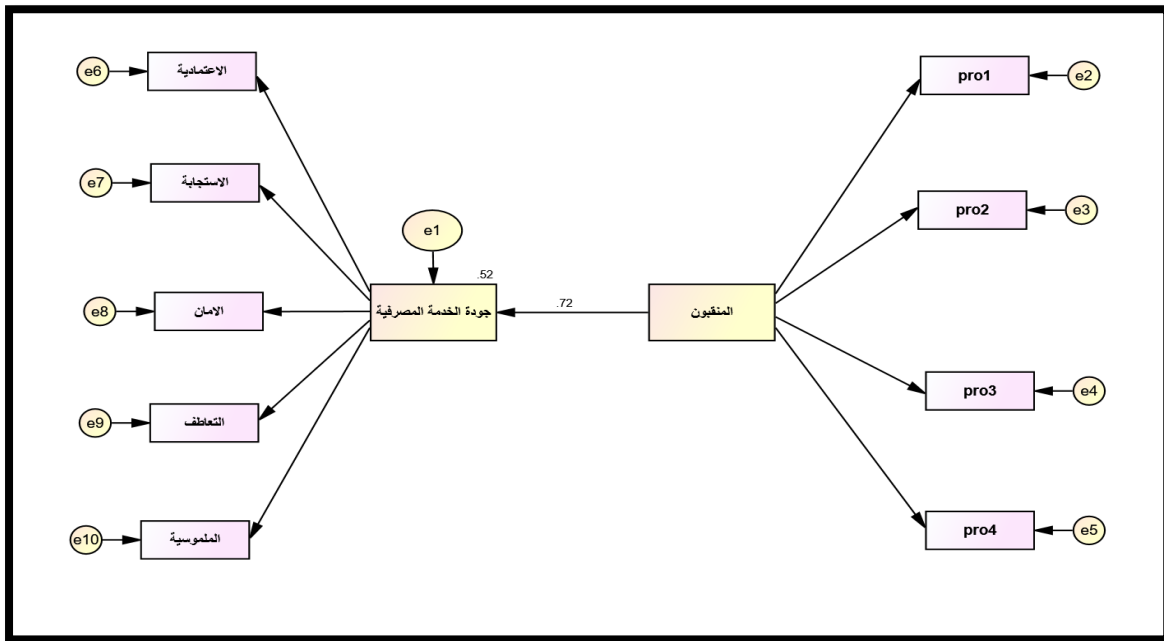 e6
الاعتمادية
pro1
e2
e7
الاستجابة
pro2
e3
e1
.52
جودة الخدمة المصرفية
.72
المنقبون
e8
الامان
pro3
e4
e9
التعاطف
pro4
e5
e10
الملموسية